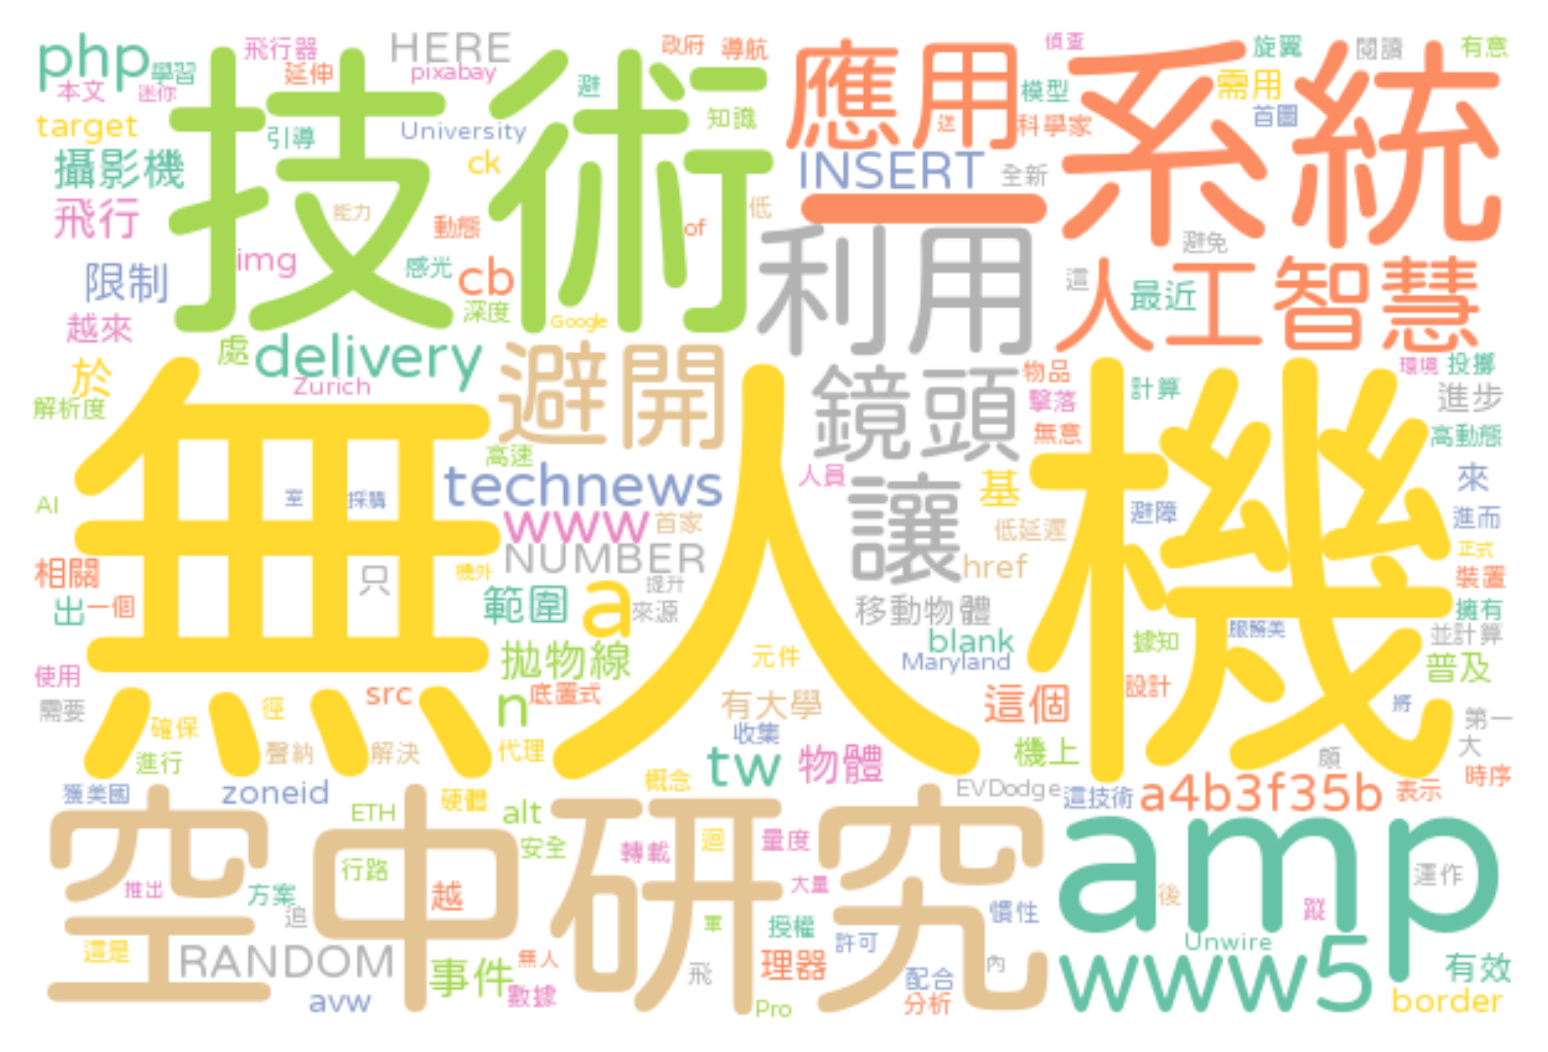 php
學習
本文
迷你
target
攝影機
飛行
限制
越來
飛行器
延伸
引導
HERE
pixabay
University
ck
技術
能力
動態
img
感光
cb
深度
Google
of
低
避
政府
導航
知識
應用
送
INSERT
全新
一
利用
偵查
模型
科學家
旋翼
需用
首圖
閱讀
有意
系統
避免
這
最近
人工智慧
處
delivery
Zurich
於
解析度
避開
鏡頭
物品
擊落
無意
計算
環境
投擲
進步
高動態
無人機
高速
technews
www
首家
NUMBER
人員
讓
基
低延遲
href
避障
來
進而
正式
裝置
擁有
並計算
普及
AI
室
採購
相關
出
一個
只
機外
範圍
a
提升
來源
移動物體
blank
Maryland
服務美
據知
設計
拋物線
元件
使用
需要
src
n
底置式
有大學
收集
這個
將
第一
大
時序
確保
徑
聲納
解決
代理
進行
tw
物體
機上
頗
獲美國
zoneid
ETH
硬體
alt
概念
EVDodge
這技術
a4b3f35b
表示
空中研究
安全
轉載
迴
量度
amp
行路
推出
方案
越
追
大量
後
蹤
運作
慣性
授權
軍
許可
這是
RANDOM
事件
無人
數據
飛
理器
配合
內
Unwire
www5
有效
avw
Pro
分析
border